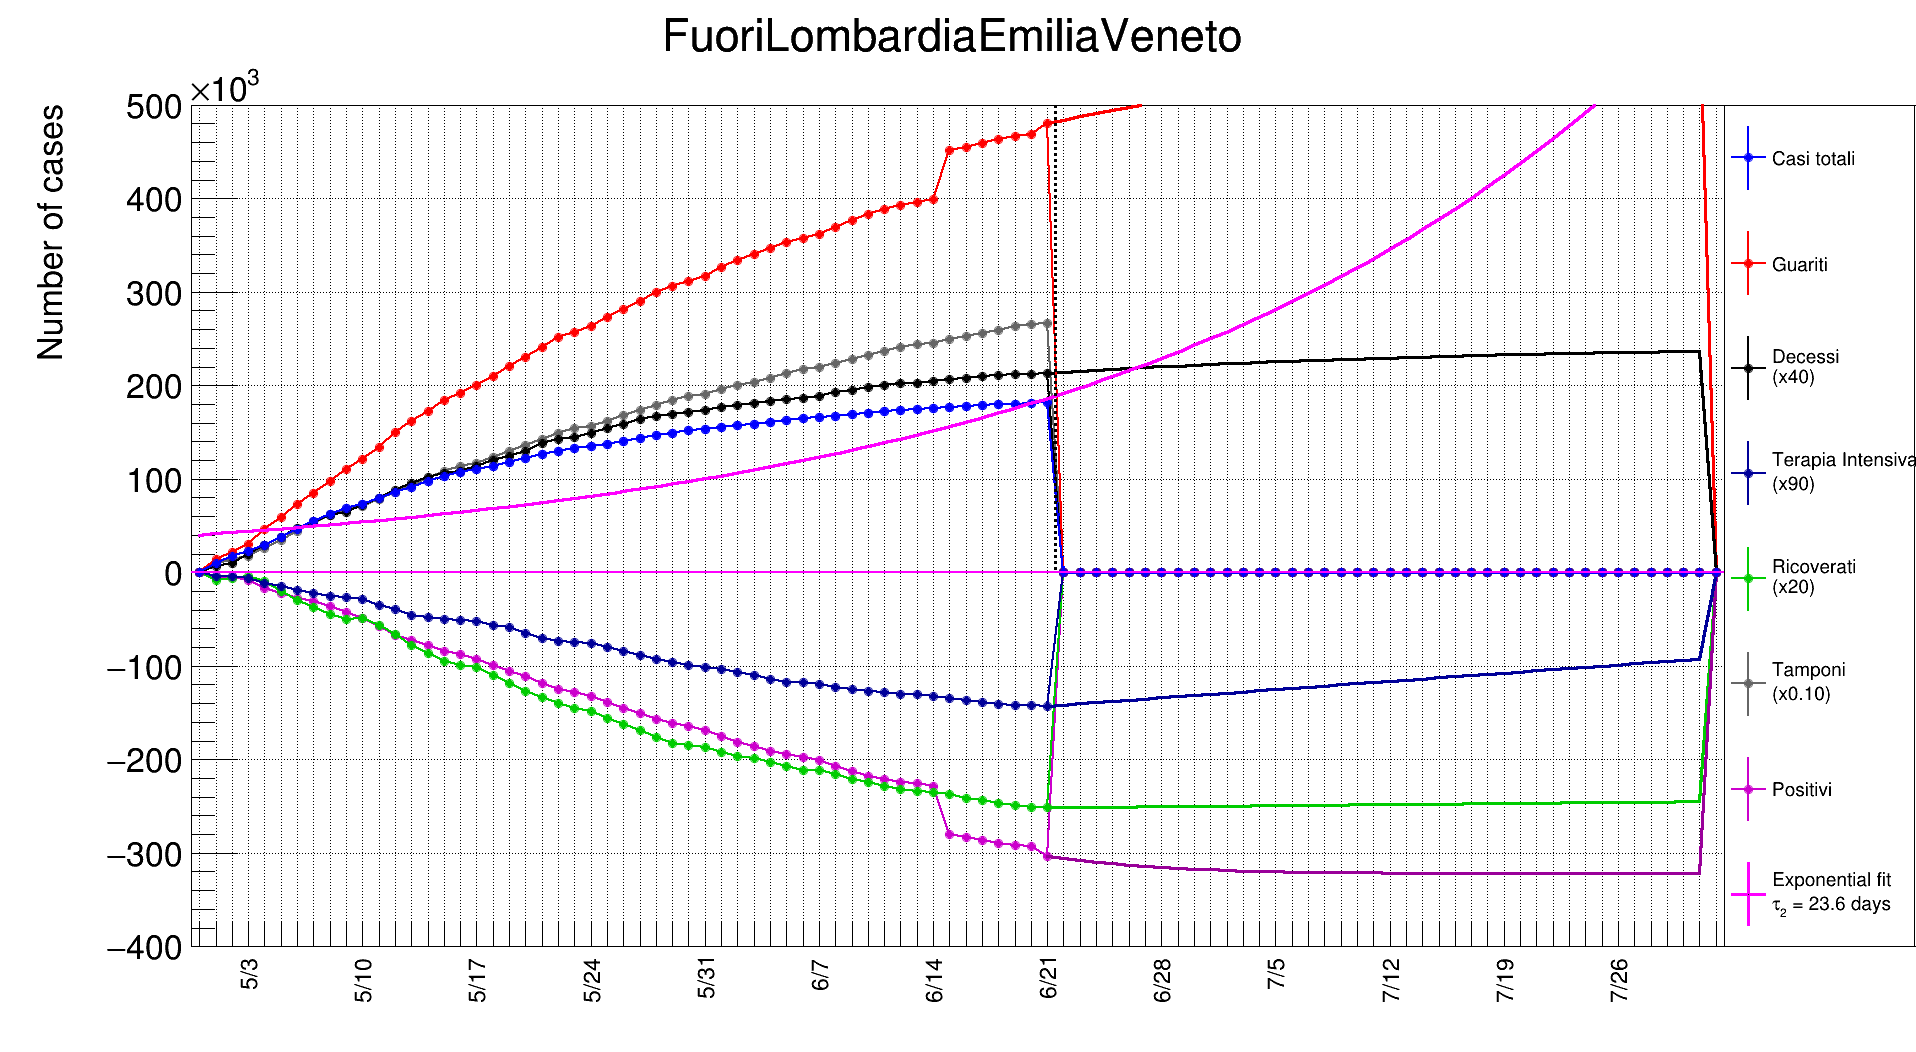 FuoriLombardiaEmiliaVeneto
×10³
Number of cases
500
400
300
200
100
0
−100
−200
−300
−400
5/3
5/10
5/17
5/24
5/31
6/7
6/14
6/21
6/28
7/5
7/12
7/19
7/26
Casi totali
Guariti
Decessi
(x40)
Terapia Intensiva
(x90)
Ricoverati
(x20)
Tamponi
(x0.10)
Positivi
Exponential fit
τ₂ = 23.6 days